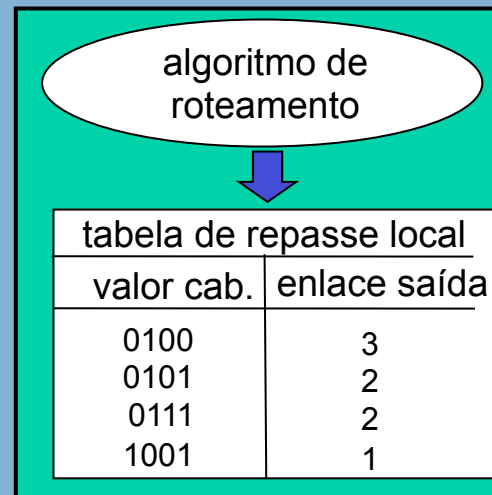 algoritmo de
roteamento
tabela de repasse local
valor cab. enlace saída
0100 3
0101 2
0111 2
1001 1